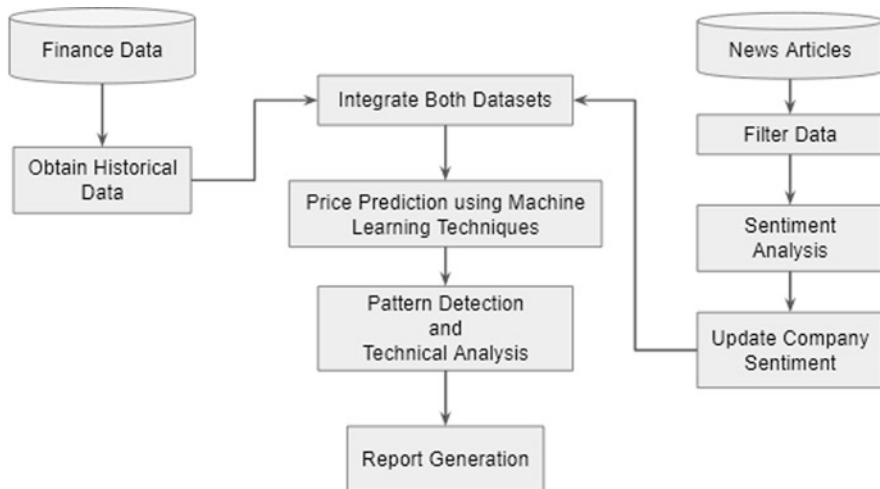 Finance Data
News Articles
Integrate Both Datasets
Filter Data
Obtain Historical
Data
Price Prediction using Machine
Learning Techniques
Sentiment
Analysis
Pattern Detection
and
Technical Analysis
Update Company
Sentiment
Report Generation